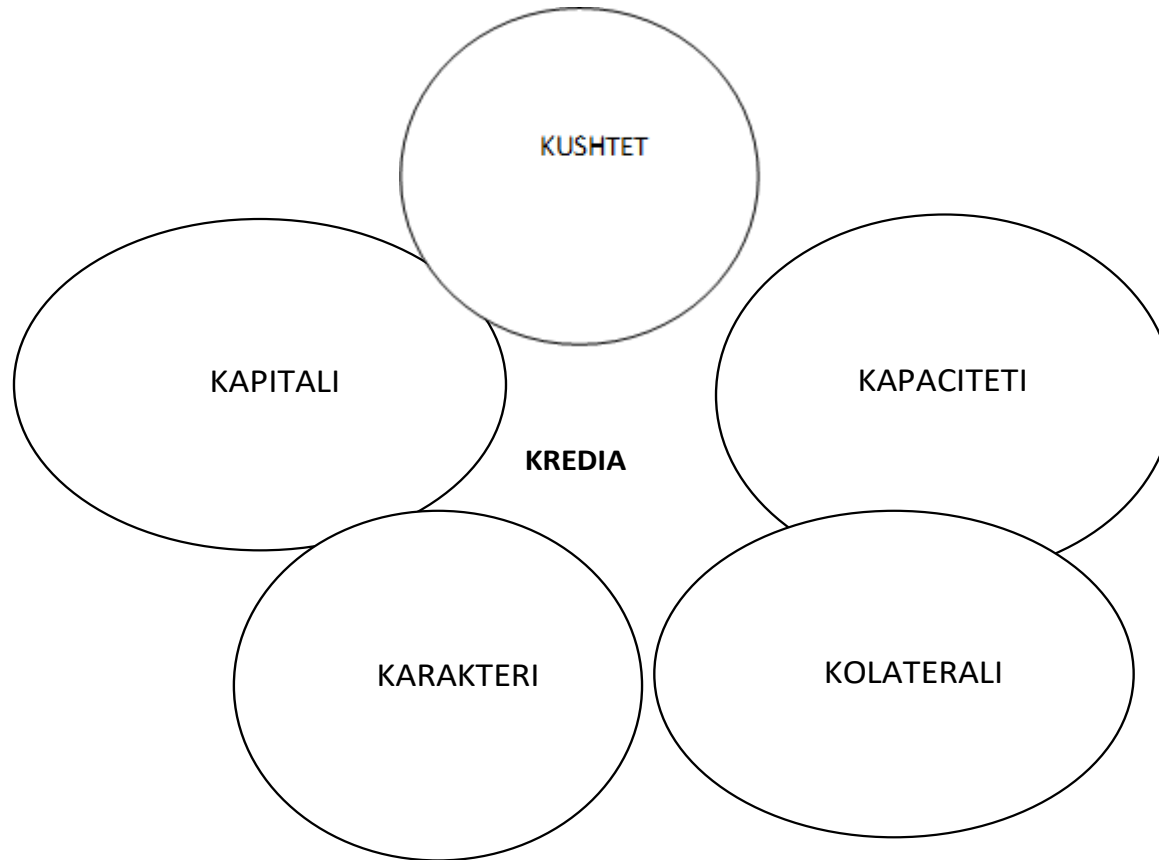 KUSHTET
KAPITALI
KAPACITETI
KREDIA
KARAKTERI
KOLATERALI